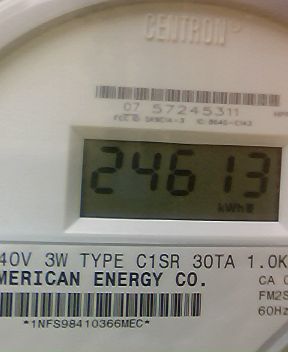 CENTRON
07 57245311
24613
kWh
40V 3W TYPE C1SR 30TA 1.0K
MERICAN ENERGY CO.
CA
FM2S
60Hz
*1NFS98410366MEC*